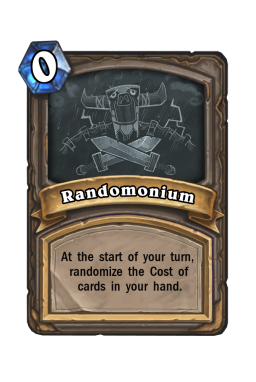 0
Randomonium
At the start of your turn,
randomize the Cost of
cards in your hand.